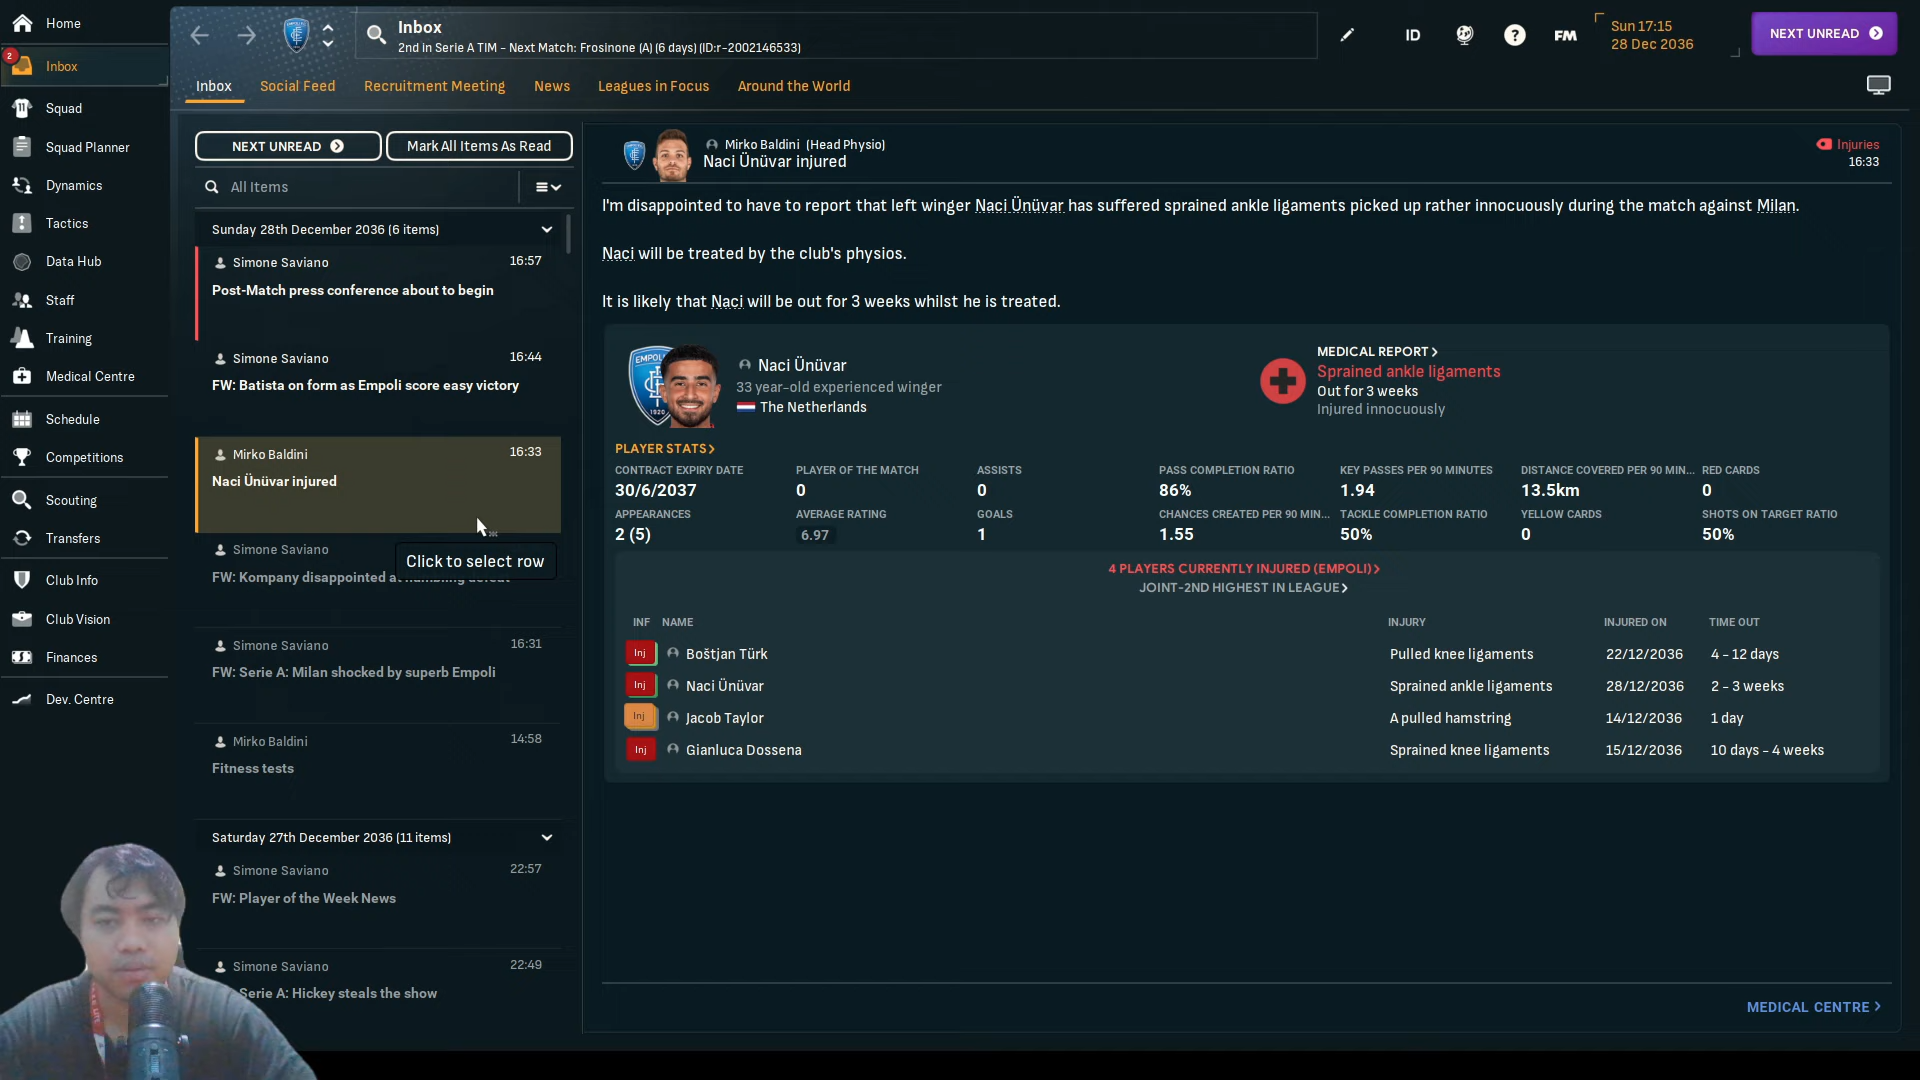 Home
2
Inbox
Squad
Squad Planner
Dynamics
Tactics
Data Hub
Staff
Training
Medical Centre
Schedule
Competitions
Scouting
Transfers
Club Info
Club Vision
Finances
Dev. Centre
Inbox
2nd in Serie A TIM - Next Match: Frosinone (A) (6 days) (ID:r-2002146533)
ID
FM
Sun 17:15
28 Dec 2036
NEXT UNREAD
Inbox
Social Feed
Recruitment Meeting
News
Leagues in Focus
Around the World
NEXT UNREAD
Mark All Items As Read
All Items
Sunday 28th December 2036 (6 items)
Simone Saviano 16:57
Post-Match press conference about to begin
Simone Saviano 16:44
FW: Batista on form as Empoli score easy victory
Mirko Baldini 16:33
Naci Ünüvar injured
Simone Saviano
FW: Kompany disappointed at humbling defeat
Click to select row
Simone Saviano 16:31
FW: Serie A: Milan shocked by superb Empoli
Mirko Baldini 14:58
Fitness tests
Saturday 27th December 2036 (11 items)
Simone Saviano 22:57
FW: Player of the Week News
Simone Saviano 22:49
Serie A: Hickey steals the show
Mirko Baldini (Head Physio)
Naci Ünüvar injured
Injuries
16:33
I'm disappointed to have to report that left winger Naci Ünüvar has suffered sprained ankle ligaments picked up rather innocuously during the match against Milan.
Naci will be treated by the club's physios.
It is likely that Naci will be out for 3 weeks whilst he is treated.
EMPOLI
1920
Naci Ünüvar
33 year-old experienced winger
The Netherlands
MEDICAL REPORT
Sprained ankle ligaments
Out for 3 weeks
Injured innocuously
PLAYER STATS
CONTRACT EXPIRY DATE PLAYER OF THE MATCH ASSISTS PASS COMPLETION RATIO KEY PASSES PER 90 MINUTES DISTANCE COVERED PER 90 MIN... RED CARDS
30/6/2037 0 0 86% 1.94 13.5km 0
APPEARANCES AVERAGE RATING GOALS CHANCES CREATED PER 90 MIN... TACKLE COMPLETION RATIO YELLOW CARDS SHOTS ON TARGET RATIO
2 (5) 6.97 1 1.55 50% 0 50%
4 PLAYERS CURRENTLY INJURED (EMPOLI)
JOINT-2ND HIGHEST IN LEAGUE
INF NAME INJURY INJURED ON TIME OUT
Inj Boštjan Türk Pulled knee ligaments 22/12/2036 4 - 12 days
Inj Naci Ünüvar Sprained ankle ligaments 28/12/2036 2 - 3 weeks
Inj Jacob Taylor A pulled hamstring 14/12/2036 1 day
Inj Gianluca Dossena Sprained knee ligaments 15/12/2036 10 days - 4 weeks
MEDICAL CENTRE